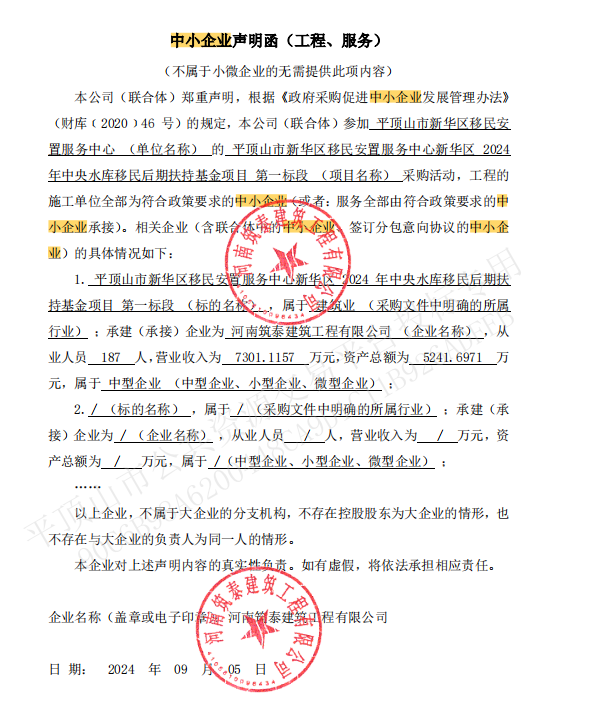 中小企业声明函（工程、服务）
（不属于小微企业的无需提供此项内容）
本公司（联合体）郑重声明，根据《政府采购促进中小企业发展管理办法》
（财库﹝2020﹞46 号）的规定，本公司（联合体）参加 平顶山市新华区移民安
置服务中心 （单位名称） 的 平顶山市新华区移民安置服务中心新华区 2024
年中央水库移民后期扶持基金项目 第一标段 （项目名称） 采购活动，工程的
施工单位全部为符合政策要求的中小企业（或者：服务全部由符合政策要求的中
小企业承接）。相关企业（含联合体中的中小企业、签订分包意向协议的中小企
业）的具体情况如下：
1. 平顶山市新华区移民安置服务中心新华区 2024 年中央水库移民后期扶
持基金项目 第一标段 （标的名称） ，属于 建筑业 （采购文件中明确的所属
行业） ；承建（承接）企业为 河南筑泰建筑工程有限公司 （企业名称） ，从
业人员 187 人，营业收入为 7301.1157 万元，资产总额为 5241.6971 万
元，属于 中型企业 （中型企业、小型企业、微型企业） ；
2. / （标的名称） ，属于 / （采购文件中明确的所属行业） ；承建（承
接）企业为 / （企业名称） ，从业人员 / 人，营业收入为 / 万元，资
产总额为 / 万元，属于 /（中型企业、小型企业、微型企业） ；
……
以上企业，不属于大企业的分支机构，不存在控股股东为大企业的情形，也
不存在与大企业的负责人为同一人的情形。
本企业对上述声明内容的真实性负责。如有虚假，将依法承担相应责任。
企业名称（盖章或电子印章）：河南筑泰建筑工程有限公司
日 期： 2024 年 09 月 05 日
河南筑泰建筑工程有限公司
河南筑泰建筑工程有限公司